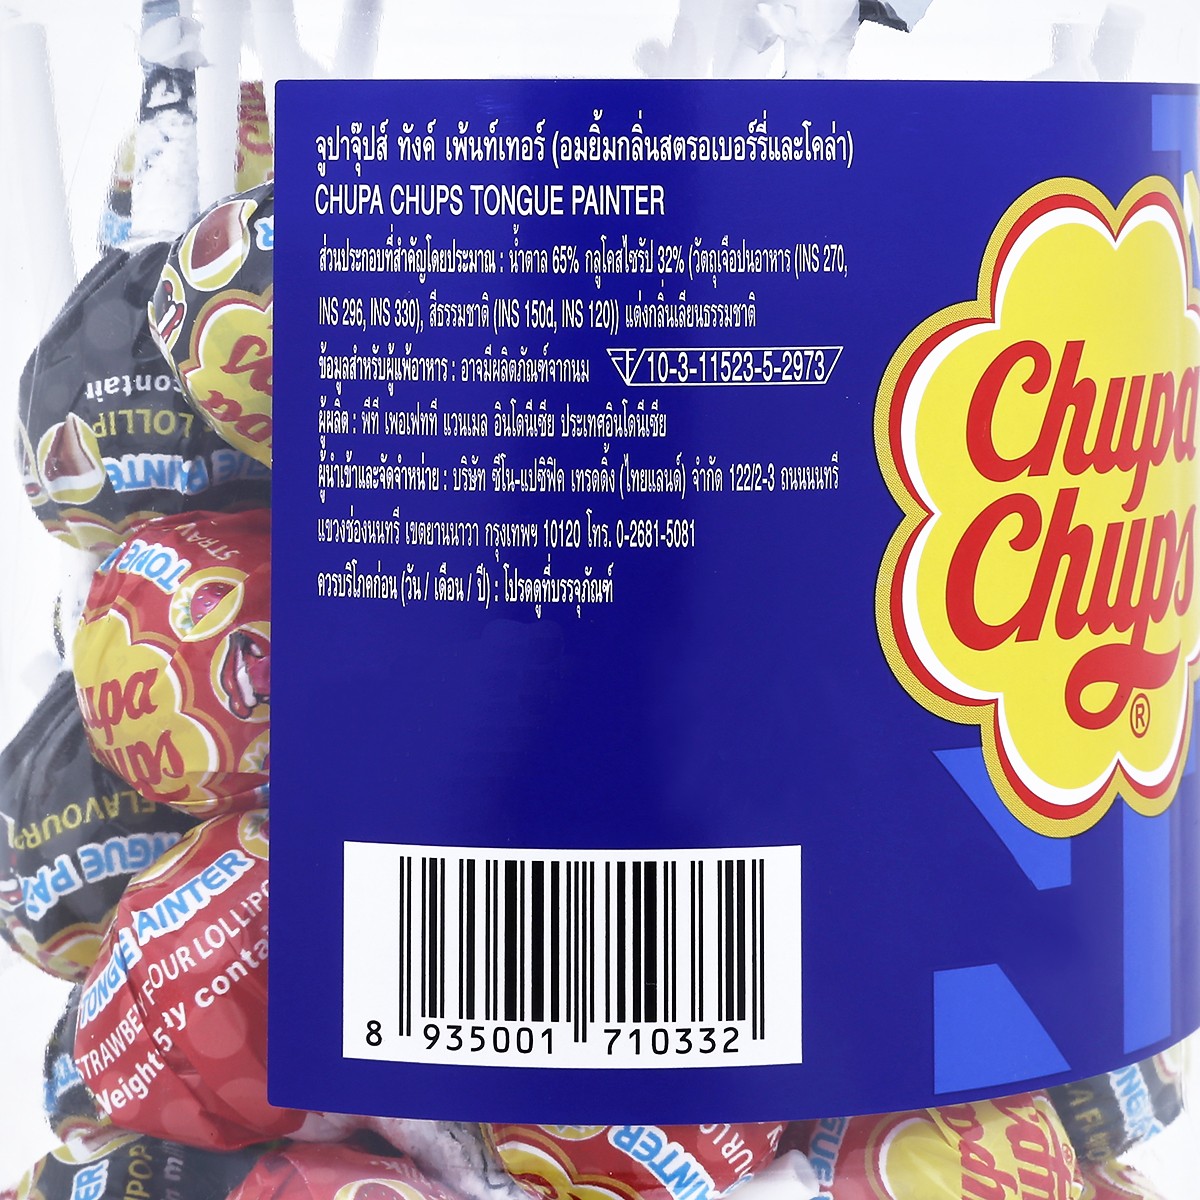 จูปาจุ๊ปส์ ทังค์ เพ้นท์เทอร์ (อมยิ้มกลิ่นสตรอเบอร์รี่และโคล่า)
CHUPA CHUPS TONGUE PAINTER
ส่วนประกอบที่สำคัญโดยประมาณ : น้ำตาล 65% กลูโคสไซรัป 32% (วัตถุเจือปนอาหาร (INS 270,
INS 296, INS 330), สีธรรมชาติ (INS 150d, INS 120)) แต่งกลิ่นเลียนธรรมชาติ
ข้อมูลสำหรับผู้แพ้อาหาร : อาจมีผลิตภัณฑ์จากนม 10-3-11523-5-2973
ผู้ผลิต : พีที เพอเฟทที แวนเมล อินโดนีเซีย ประเทศอินโดนีเซีย
ผู้นำเข้าและจัดจำหน่าย : บริษัท ซีโน-แปซิฟิค เทรดดิ้ง (ไทยแลนด์) จำกัด 122/2-3 ถนนนนทรี
แขวงช่องนนทรี เขตยานนาวา กรุงเทพฯ 10120 โทร. 0-2681-5081
ควรบริโภคก่อน (วัน / เดือน / ปี) : โปรดดูที่บรรจุภัณฑ์
Chupa
Chups
®
8 935001 710332